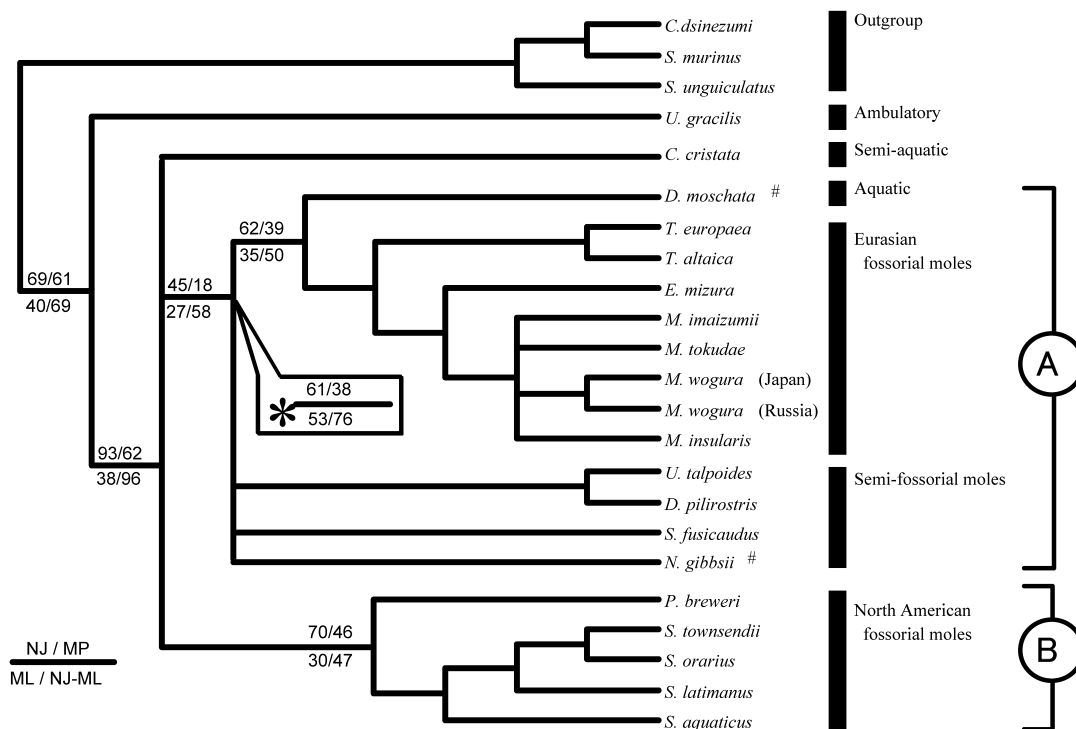 C.dsinezumi
Outgroup
S. murinus
S. unguiculatus
U. gracilis
Ambulatory
C. cristata
Semi-aquatic
D. moschata #
Aquatic
62/39
35/50
T. europaea
T. altaica
Eurasian
fossorial moles
69/61
40/69
45/18
27/58
E. mizura
M. imaizumii
M. tokudae
A
61/38
*
53/76
M. wogura (Japan)
M. wogura (Russia)
M. insularis
93/62
38/96
U. talpoides
Semi-fossorial moles
D. pilirostris
S. fusicaudus
N. gibbsii #
P. breweri
North American
fossorial moles
70/46
30/47
S. townsendii
S. orarius
B
S. latimanus
S. aquaticus
NJ / MP
ML / NJ-ML